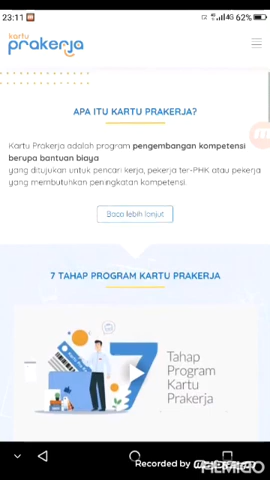 23:11
4G 62%
kartu
prakerja
APA ITU KARTU PRAKERJA?
Kartu Prakerja adalah program pengembangan kompetensi
berupa bantuan biaya
yang ditujukan untuk pencari kerja, pekerja ter-PHK atau pekerja
yang membutuhkan peningkatan kompetensi.
Baca lebih lanjut
7 TAHAP PROGRAM KARTU PRAKERJA
7
Tahap
Program
Kartu
Prakerja
Recorded by
FILMIGO